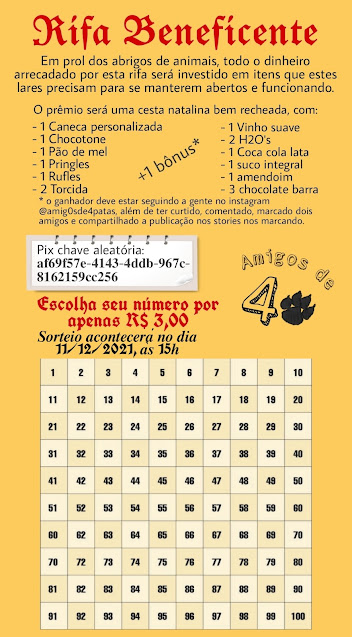 Rifa Beneficente
Em prol dos abrigos de animais, todo o dinheiro
arrecadado por esta rifa será investido em itens que estes
lares precisam para se manterem abertos e funcionando.
O prêmio será uma cesta natalina bem recheada, com:
- 1 Caneca personalizada
- 1 Chocotone
- 1 Pão de mel
- 1 Pringles
- 1 Rufles
- 2 Torcida
+1 bônus*
- 1 Vinho suave
- 2 H2O's
- 1 Coca cola lata
- 1 suco integral
- 1 amendoim
- 3 chocolate barra
* o ganhador deve estar seguindo a gente no instagram
@amig0sde4patas, além de ter curtido, comentado, marcado dois
amigos e compartilhado a publicação nos stories nos marcando.
Pix chave aleatória:
af69f57e-4143-4ddb-967c-
8162159cc256
Amigos de
4
Escolha seu número por
apenas R$ 3,00
Sorteio acontecerá no dia
11/12/2021, as 15h
1 2 3 4 5 6 7 8 9 10
11 12 13 14 15 16 17 18 19 20
21 22 23 24 25 26 27 28 29 30
31 32 33 34 35 36 37 38 39 40
41 42 43 44 45 46 47 48 49 50
51 52 53 54 55 56 57 58 59 60
60 62 63 64 65 66 67 68 69 70
70 72 73 74 75 76 77 78 79 80
81 82 83 84 85 86 87 88 89 90
91 92 93 94 95 96 97 98 99 100